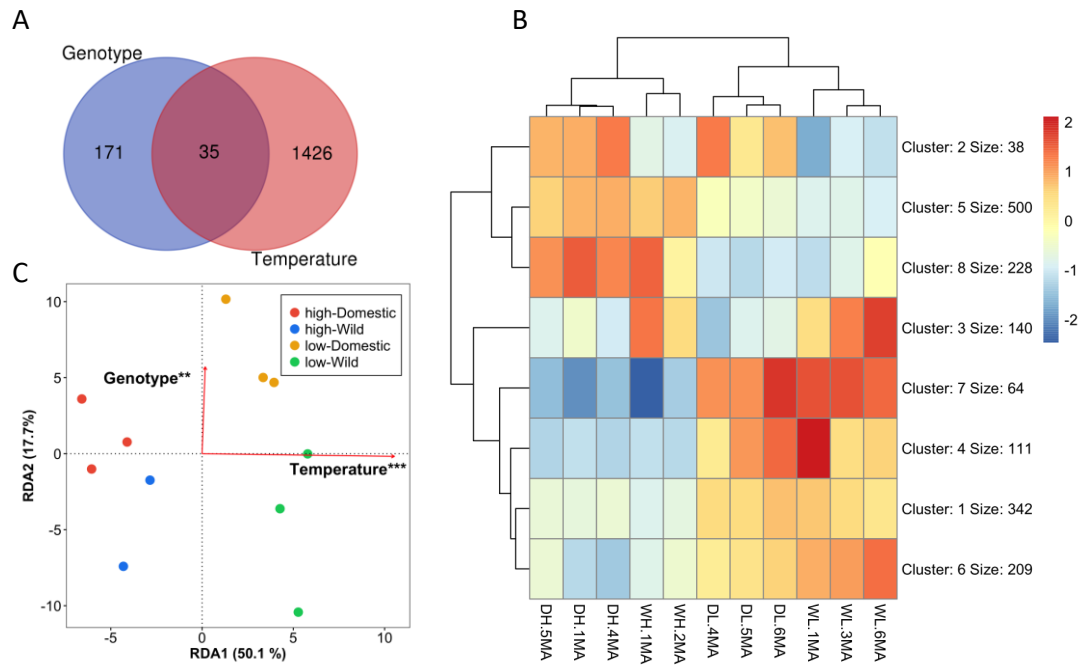 A
Genotype
171
35
1426
Temperature
B
Cluster: 2 Size: 38
Cluster: 5 Size: 500
Cluster: 8 Size: 228
Cluster: 3 Size: 140
Cluster: 7 Size: 64
Cluster: 4 Size: 111
Cluster: 1 Size: 342
Cluster: 6 Size: 209
DH.5MA
DH.1MA
DH.4MA
WH.1MA
WH.2MA
DL.4MA
DL.5MA
DL.6MA
WL.1MA
WL.3MA
WL.6MA
2
1
0
-1
-2
C
high-Domestic
high-Wild
low-Domestic
low-Wild
Genotype**
Temperature***
10
5
0
-5
-10
RDA2 (17.7%)
-5
0
5
10
RDA1 (50.1 %)